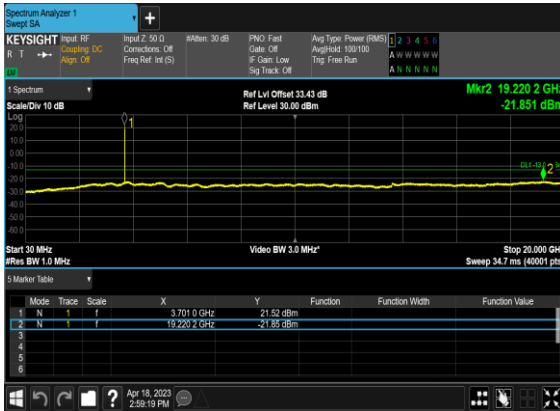 Spectrum Analyzer 1
Swept SA
+
KEYSIGHT Input: RF Input Z: 50 Ω #Atten: 30 dB PNO: Fast Avg Type: Power (RMS) 1 2 3 4 5 6
R T Coupling: DC Corrections: Off Gate: Off Avg|Hold: 100/100 A W W W W W
Align: Off Freq Ref: Int (S) IF Gain: Low Trig: Free Run
Sig Track: Off A N N N N N
1 Spectrum
Scale/Div 10 dB
Ref Lvl Offset 33.43 dB
Ref Level 30.00 dBm
Mkr2 19.220 2 GHz
-21.851 dBm
Log
1
20.0
10.0
0.00
-10.0
2
-20.0
-30.0
-40.0
-50.0
-60.0
Start 30 MHz Video BW 3.0 MHz* Stop 20.000 GH
#Res BW 1.0 MHz Sweep 34.7 ms (40001 pts
5 Marker Table
Mode Trace Scale X Y Function Function Width Function Value
1 N 1 f 3.701 0 GHz 21.52 dBm
2 N 1 f 19.220 2 GHz -21.85 dBm
3
4
5
6
? Apr 18, 2023
2:59:19 PM